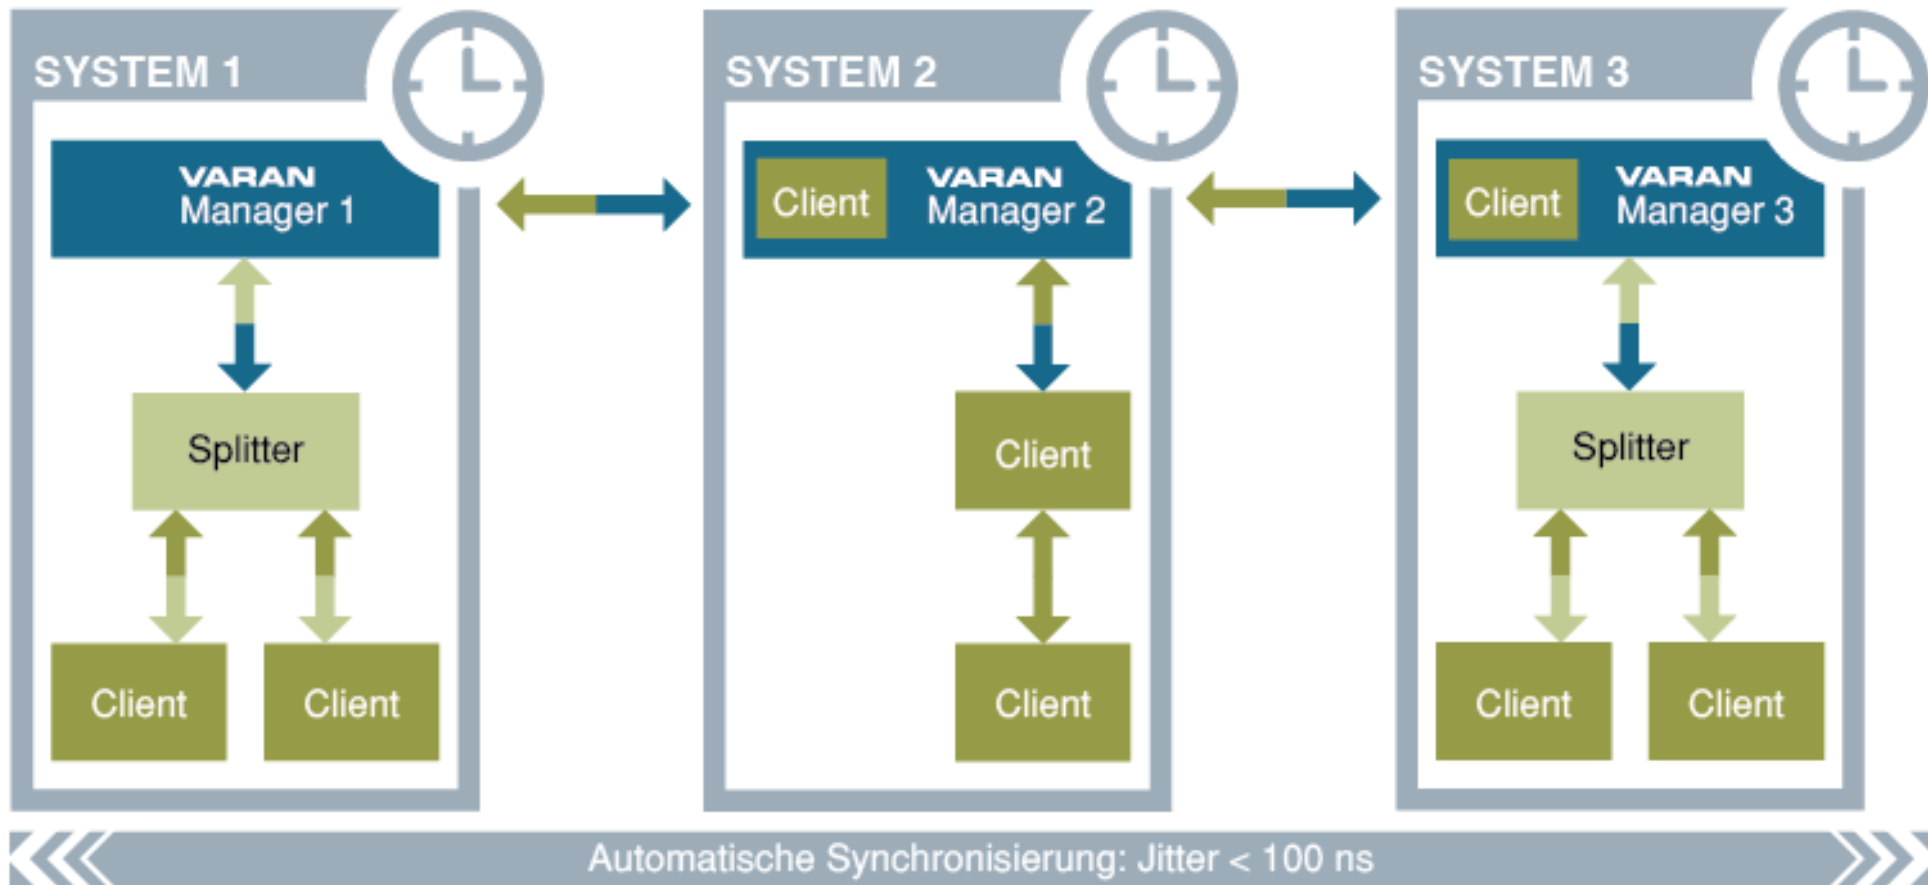 SYSTEM 1
VARAN
Manager 1
Splitter
Client
Client
SYSTEM 2
Client
VARAN
Manager 2
Client
Client
SYSTEM 3
Client
VARAN
Manager 3
Splitter
Client
Client
Automatische Synchronisierung: Jitter < 100 ns